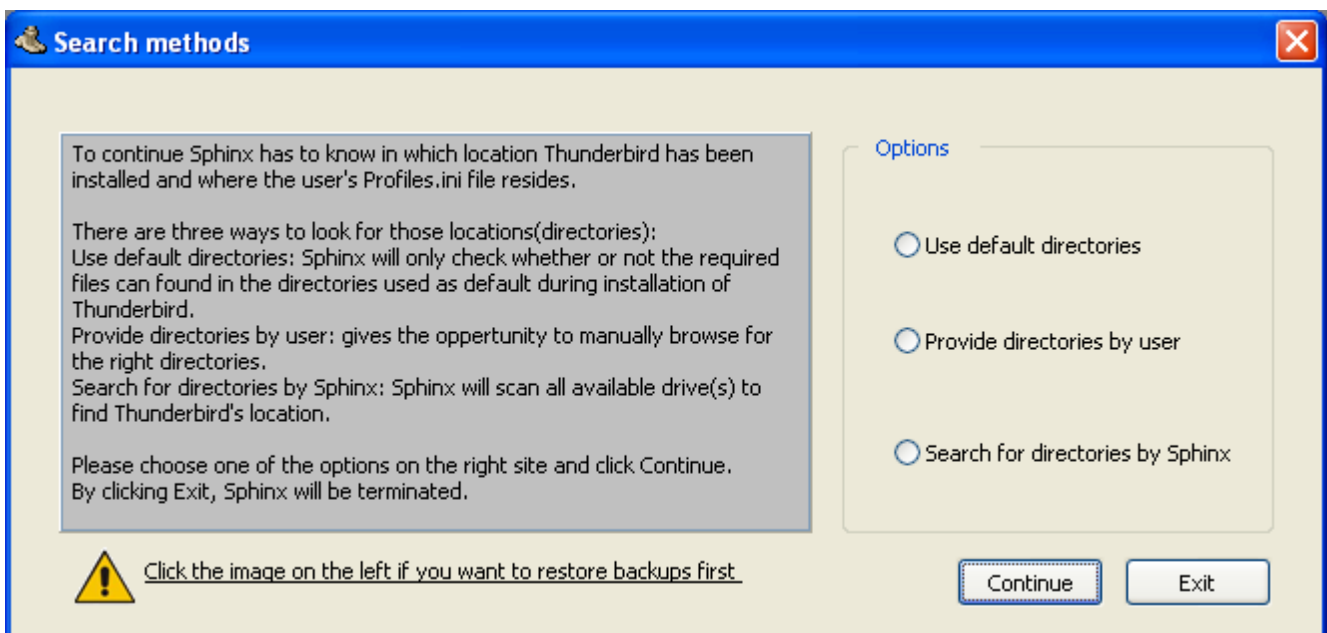 Search methods
To continue Sphinx has to know in which location Thunderbird has been
installed and where the user's Profiles.ini file resides.
There are three ways to look for those locations(directories):
Use default directories: Sphinx will only check whether or not the required
files can found in the directories used as default during installation of
Thunderbird.
Provide directories by user: gives the oppertunity to manually browse for
the right directories.
Search for directories by Sphinx: Sphinx will scan all available drive(s) to
find Thunderbird's location.
Please choose one of the options on the right site and click Continue.
By clicking Exit, Sphinx will be terminated.
Options
Use default directories
Provide directories by user
Search for directories by Sphinx
Click the image on the left if you want to restore backups first
Continue
Exit